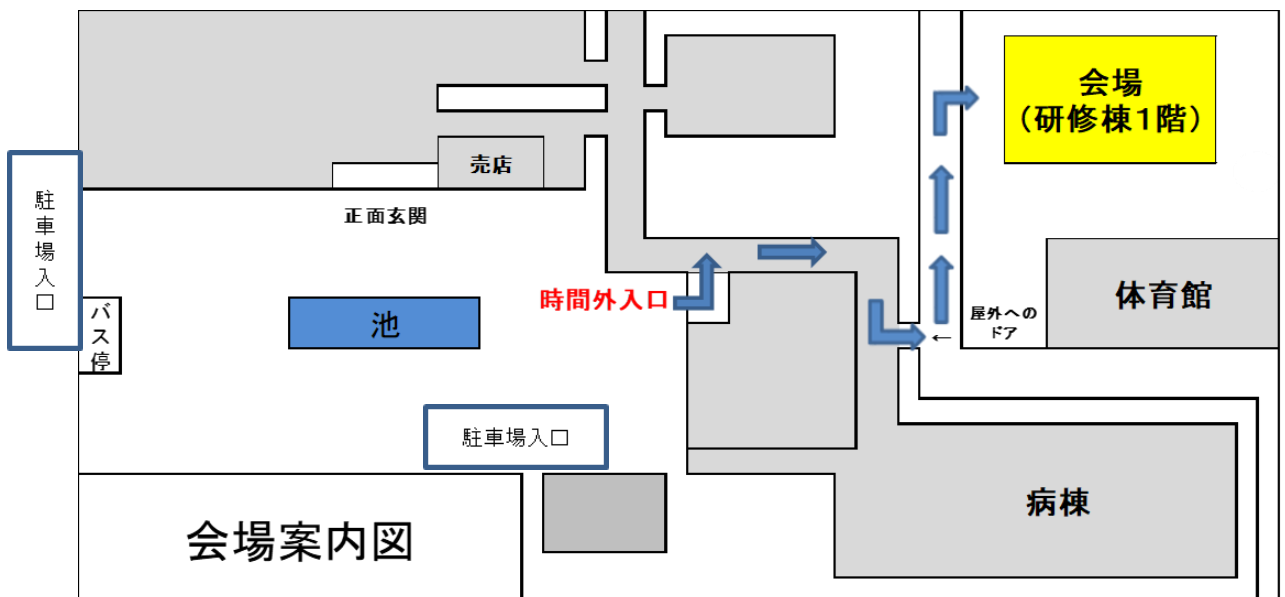 会場
（研修棟1階）
売店
駐車場入口
正面玄関
時間外入口
体育館
バス停
池
屋外への
ドア
←
駐車場入口
病棟
会場案内図